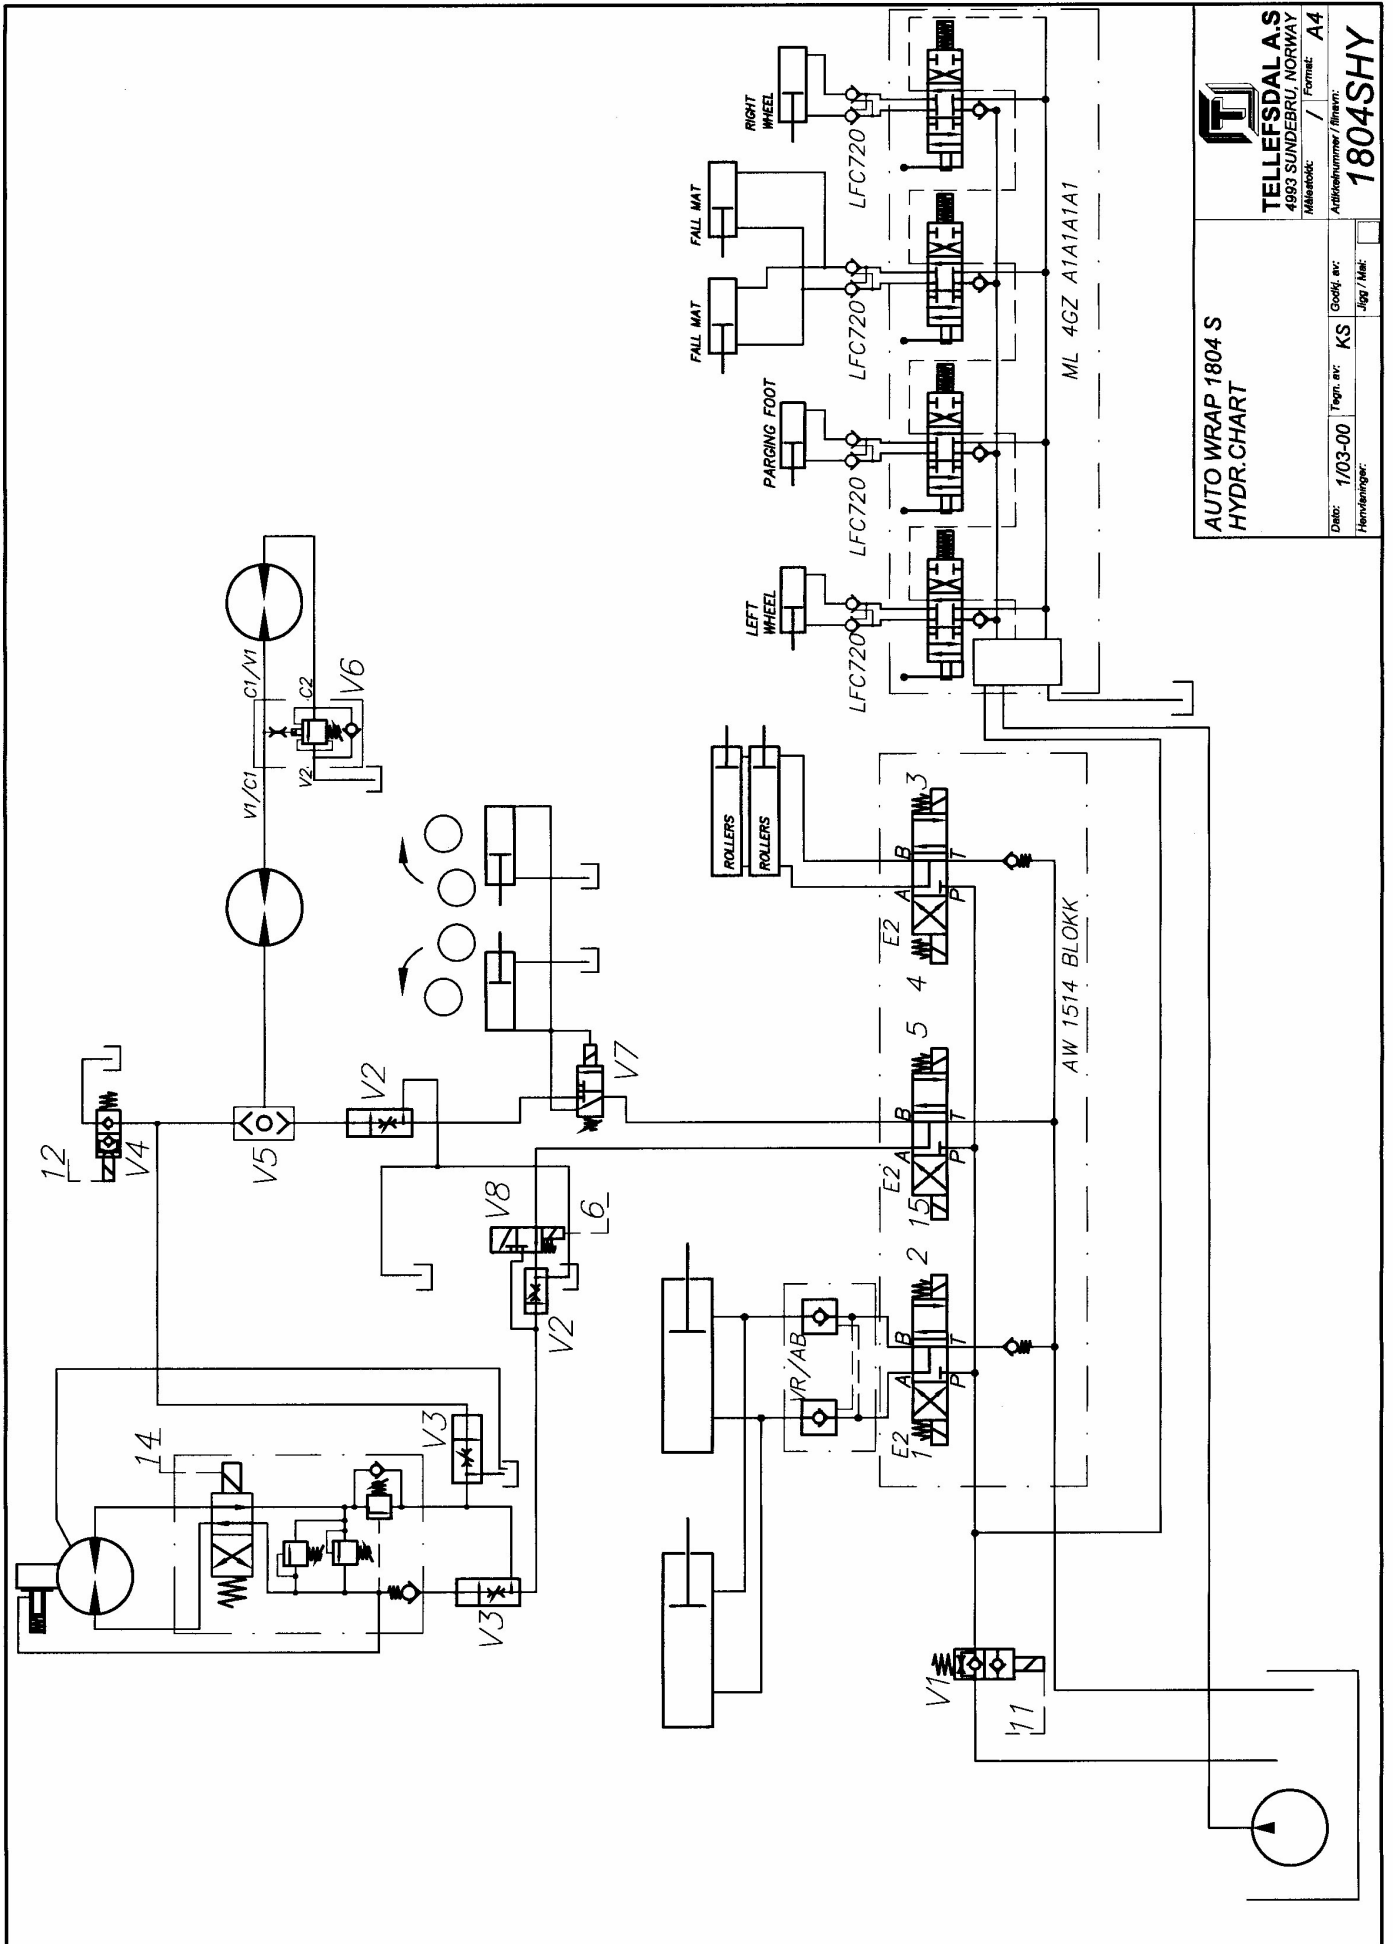 12
V4
V5
V2
V7
V1/C1
C1/V1
V2
C2
V6
14
V3
V3
V8
6
V2
RIGHT
WHEEL
LFC720
FALL MAT
FALL MAT
LFC720
PARGING FOOT
LFC720
LEFT
WHEEL
LFC720
ML 4GZ A1A1A1A1
ROLLERS
ROLLERS
VR/AB
E2
1
A
B
P
T
2
E2
15
A
B
P
T
5
E2
4
A
B
P
T
3
AW 1514 BLOKK
V1
11
AUTO WRAP 1804 S
HYDR.CHART
TELLEFSDAL A.S
4993 SUNDEBRU, NORWAY
Målestokk: / Format: A4
Dato: 1/03-00 Tegn. av: KS Godkj. av:
Artikkelnummer / filnavn:
1804SHY
Henvisninger:
Jigg / Mal: